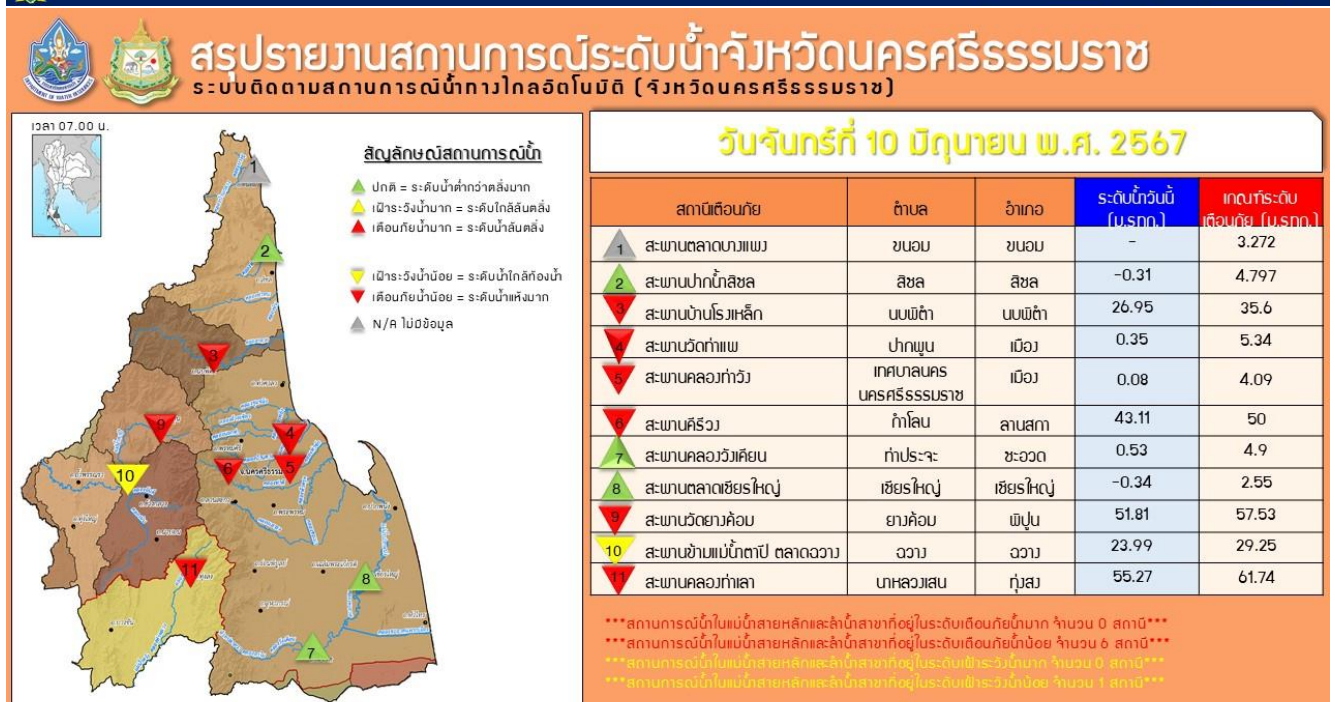 สรุปรายงานสถานการณ์ระดับน้ำจังหวัดนครศรีธรรมราช
ระบบติดตามสถานการณ์น้ำทางไกลอัตโนมัติ (จังหวัดนครศรีธรรมราช)
เวลา 07.00 น.
สัญลักษณ์สถานการณ์น้ำ
ปกติ = ระดับน้ำต่ำกว่าตลิ่งมาก
เฝ้าระวังน้ำมาก = ระดับใกล้ล้นตลิ่ง
เตือนภัยน้ำมาก = ระดับน้ำล้นตลิ่ง
เฝ้าระวังน้ำน้อย = ระดับน้ำใกล้ท้องน้ำ
เตือนภัยน้ำน้อย = ระดับน้ำแห้งมาก
N/A ไม่มีข้อมูล
1
2
3
9
4
10
6
5
11
8
7
วันจันทร์ที่ 10 มิถุนายน พ.ศ. 2567
สถานีเตือนภัย ตำบล อำเภอ ระดับน้ำวันนี้ (ม.รทก.) เกณฑ์ระดับเตือนภัย (ม.รทก.)
1 สะพานตลาดบางแพง ขนอม ขนอม - 3.272
2 สะพานปากน้ำสิชล สิชล สิชล -0.31 4.797
3 สะพานบ้านโรงเหล็ก นบพิตำ นบพิตำ 26.95 35.6
4 สะพานวัดท่าแพ ปากพูน เมือง 0.35 5.34
5 สะพานคลองท่าวัง เทศบาลนครนครศรีธรรมราช เมือง 0.08 4.09
6 สะพานคีรีวง กำโลน ลานสกา 43.11 50
7 สะพานคลองวังเคียน ท่าประจะ ชะอวด 0.53 4.9
8 สะพานตลาดเชียรใหญ่ เชียรใหญ่ เชียรใหญ่ -0.34 2.55
9 สะพานวัดยางค้อม ยางค้อม พิปูน 51.81 57.53
10 สะพานข้ามแม่น้ำตาปี ตลาดฉวาง ฉวาง ฉวาง 23.99 29.25
11 สะพานคลองท่าเลา นาหลวงเสน ทุ่งสง 55.27 61.74
***สถานการณ์น้ำในแม่น้ำสายหลักและลำน้ำสาขาที่อยู่ในระดับเตือนภัยน้ำมาก จำนวน 0 สถานี***
***สถานการณ์น้ำในแม่น้ำสายหลักและลำน้ำสาขาที่อยู่ในระดับเตือนภัยน้ำน้อย จำนวน 6 สถานี***
***สถานการณ์น้ำในแม่น้ำสายหลักและลำน้ำสาขาที่อยู่ในระดับเฝ้าระวังน้ำมาก จำนวน 0 สถานี***
***สถานการณ์น้ำในแม่น้ำสายหลักและลำน้ำสาขาที่อยู่ในระดับเฝ้าระวังน้ำน้อย จำนวน 1 สถานี***